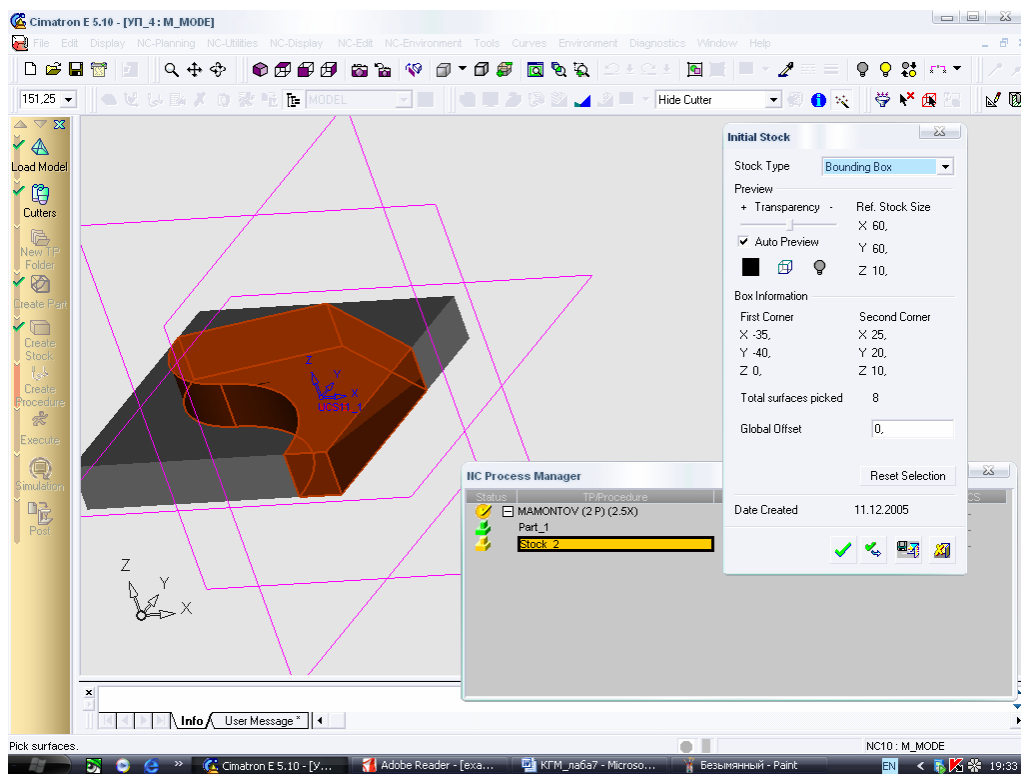 Cimatron E 5.10 - [УП_4 : M_MODE]
File Edit Display NC-Planning NC-Utilities NC-Display NC-Edit NC-Environment Tools Curves Environment Diagnostics Window Help
151,25 MODEL Hide Cutter
Load Model
Cutters
New TP
Folder
Create Part
Create
Stock
Create
Procedure
Execute
Simulation
Post
Z
Y
X
UCS11_1
Z
Y
X
Initial Stock
Stock Type Bounding Box
Preview
+ Transparency - Ref. Stock Size
X 60,
Auto Preview Y 60,
Z 10,
Box Information
First Corner Second Corner
X -35, X 25,
Y -40, Y 20,
Z 0, Z 10,
Total surfaces picked 8
Global Offset 0,
Reset Selection
Date Created 11.12.2005
NC Process Manager
Status TP/Procedure CS
MAMONTOV (2 P) (2.5X)
Part_1
Stock_2
Info User Message *
Pick surfaces. NC10 : M_MODE
Cimatron E 5.10 - [У... Adobe Reader - [exa... КГМ_лаба7 - Microso... Безымянный - Paint EN 19:33